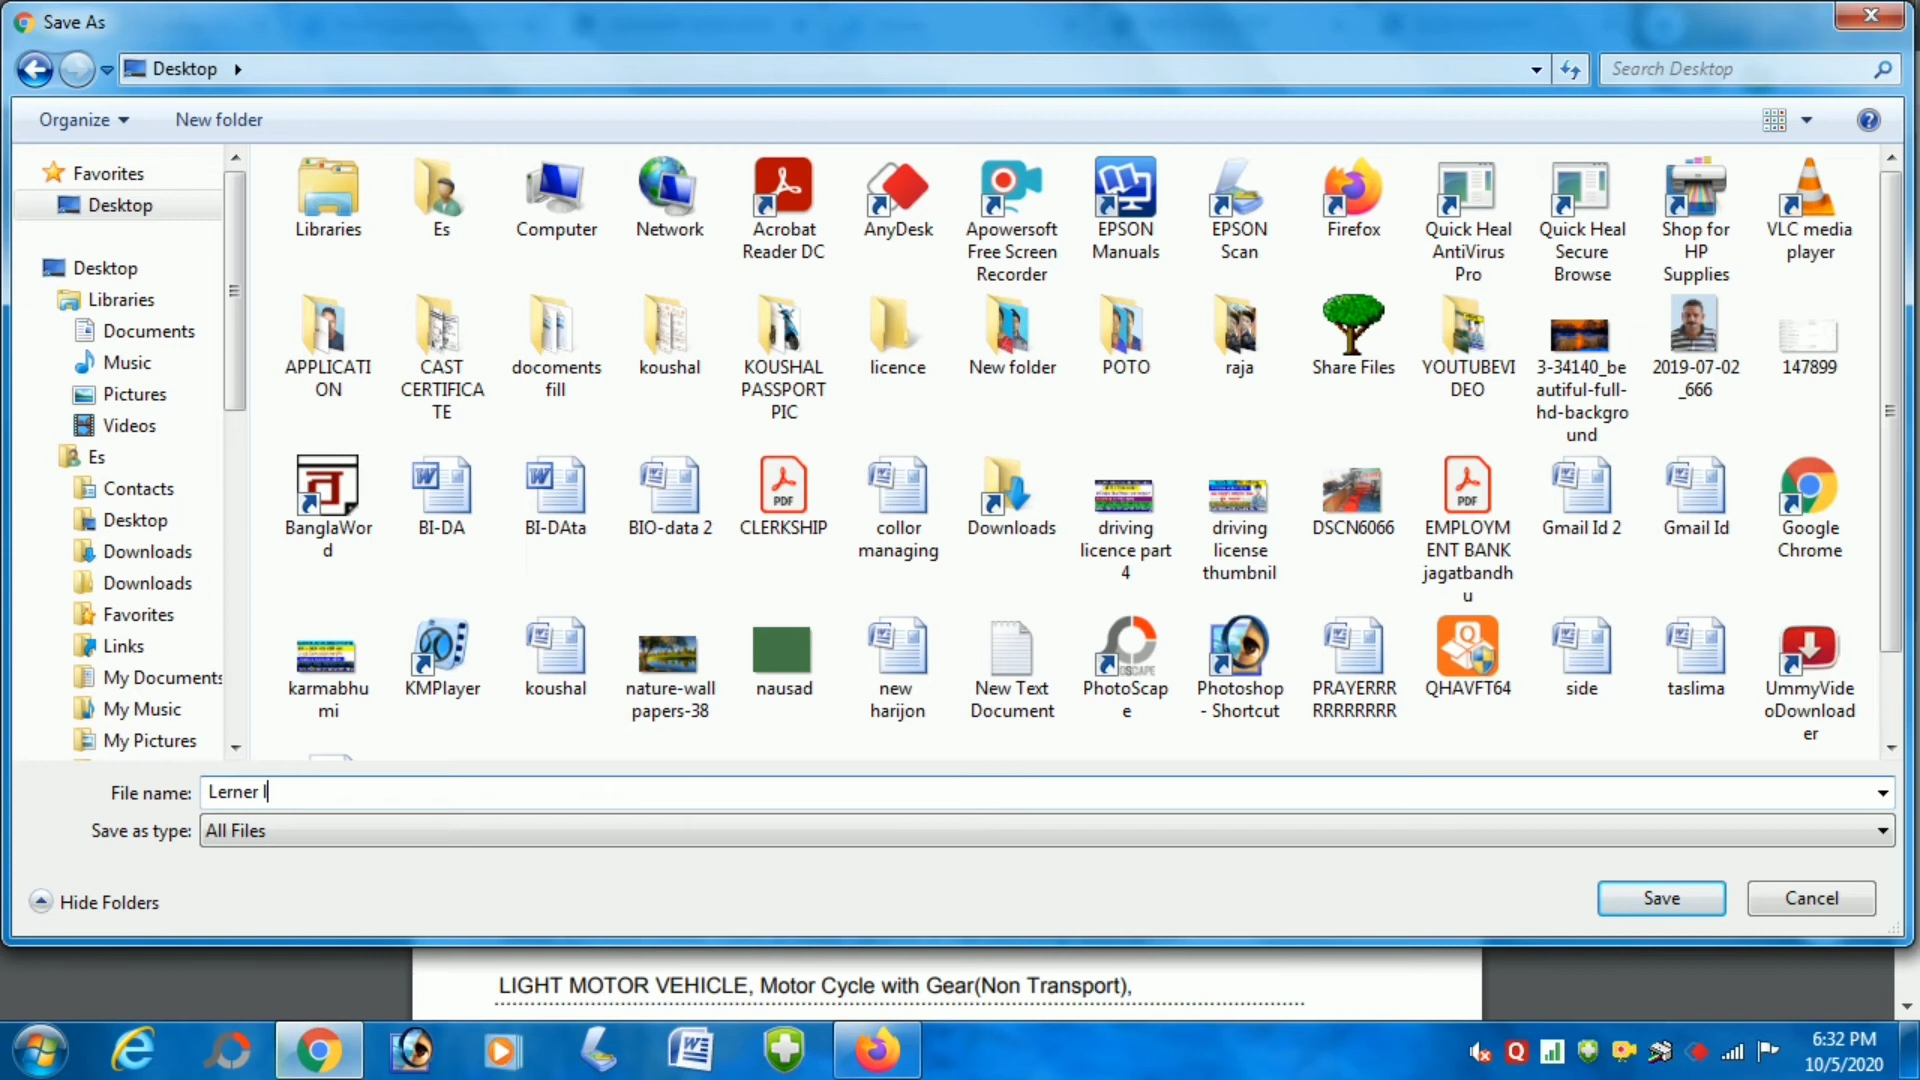 Save As
Desktop
Search Desktop
Organize
New folder
Favorites
Desktop
Desktop
Libraries
Documents
Music
Pictures
Videos
Es
Contacts
Desktop
Downloads
Downloads
Favorites
Links
My Documents
My Music
My Pictures
Libraries
Es
Computer
Network
Acrobat
Reader DC
AnyDesk
Apowersoft
Free Screen
Recorder
EPSON
Manuals
EPSON
Scan
Firefox
Quick Heal
AntiVirus
Pro
Quick Heal
Secure
Browse
Shop for
HP
Supplies
VLC media
player
APPLICATI
ON
CAST
CERTIFICA
TE
docoments
fill
koushal
KOUSHAL
PASSPORT
PIC
licence
New folder
POTO
raja
Share Files
YOUTUBEVI
DEO
3-34140_be
autiful-full-
hd-backgro
und
2019-07-02
_666
147899
BanglaWor
d
BI-DA
BI-DAta
BIO-data 2
PDF
CLERKSHIP
collor
managing
Downloads
driving
licence part
4
driving
license
thumbnil
DSCN6066
PDF
EMPLOYM
ENT BANK
jagatbandh
u
Gmail Id 2
Gmail Id
Google
Chrome
karmabhu
mi
KMPlayer
koushal
nature-wall
papers-38
nausad
new
harijon
New Text
Document
PhotoScap
e
Photoshop
- Shortcut
PRAYERRR
RRRRRRRR
QHAVFT64
side
taslima
UmmyVide
oDownload
er
File name: Lerner l
Save as type: All Files
Hide Folders
Save
Cancel
LIGHT MOTOR VEHICLE, Motor Cycle with Gear(Non Transport),
6:32 PM
10/5/2020